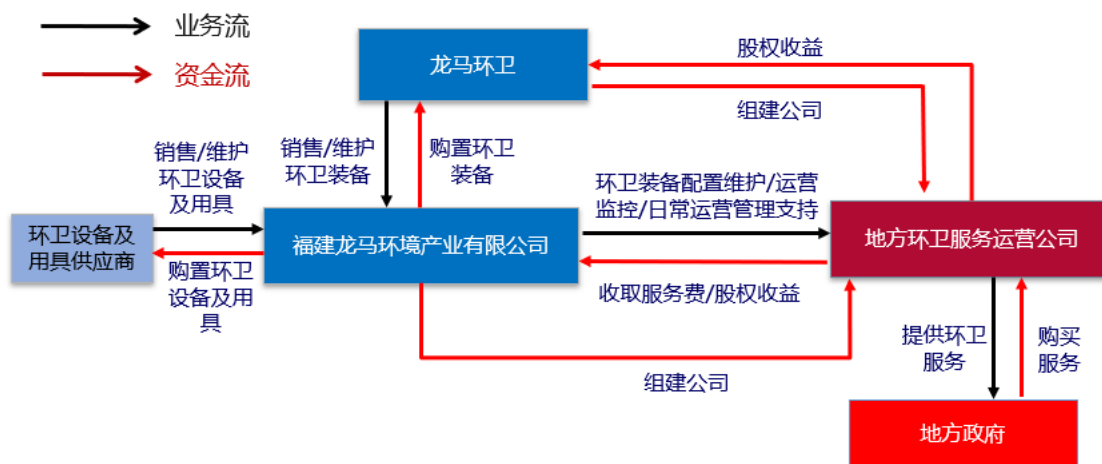 业务流
资金流
龙马环卫
股权收益
组建公司
销售/维护
环卫设备
及用具
销售/维护
环卫装备
购置环卫
装备
环卫装备配置维护/运营
监控/日常运营管理支持
环卫设备及
用具供应商
福建龙马环境产业有限公司
地方环卫服务运营公司
购置环卫
设备及用
具
收取服务费/股权收益
组建公司
提供环卫
服务
购买
服务
地方政府